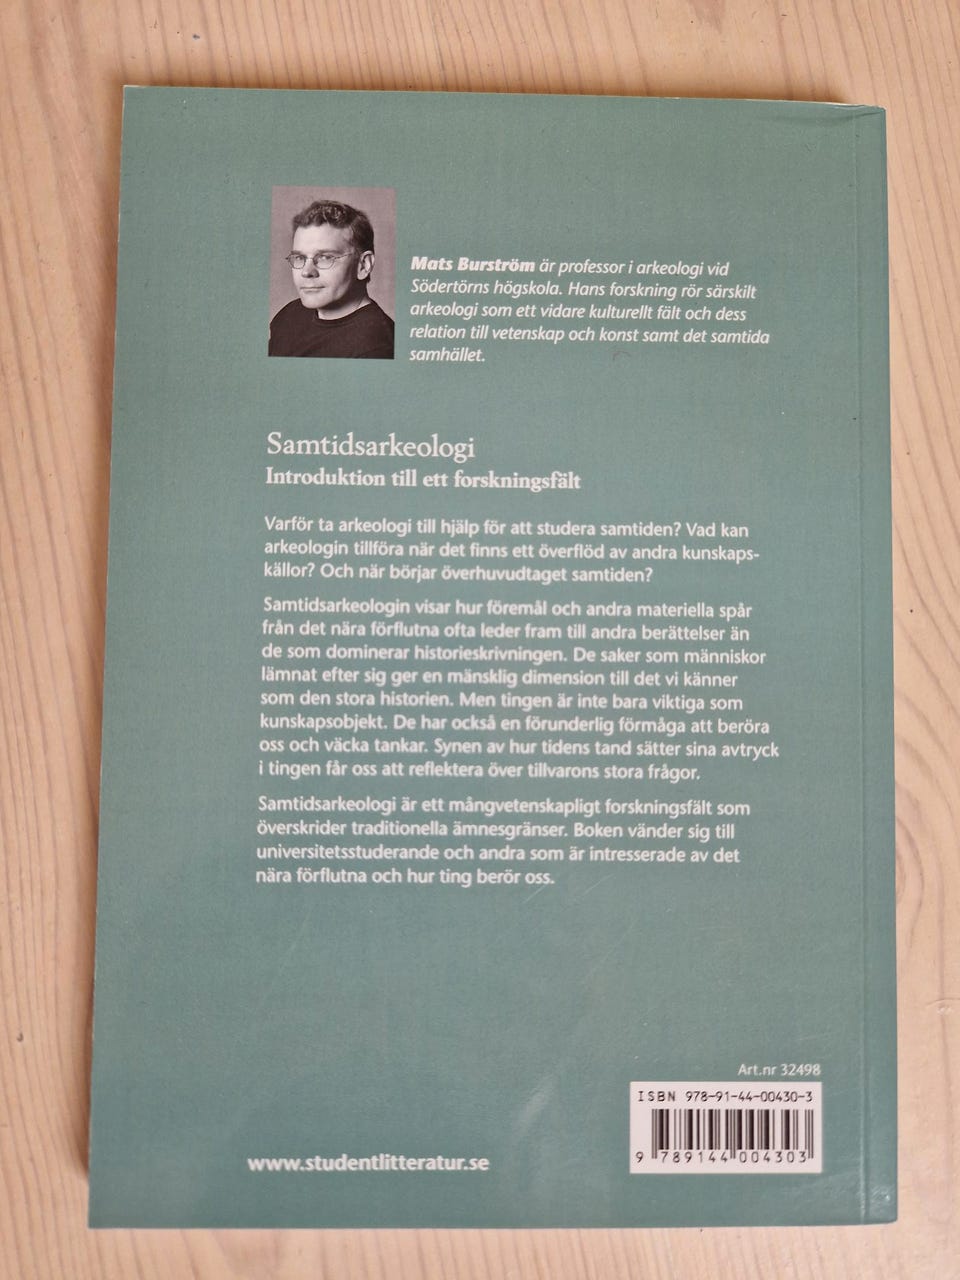 Mats Burström är professor i arkeologi vid
Södertörns högskola. Hans forskning rör särskilt
arkeologi som ett vidare kulturellt fält och dess
relation till vetenskap och konst samt det samtida
samhället.
Samtidsarkeologi
Introduktion till ett forskningsfält
Varför ta arkeologi till hjälp för att studera samtiden? Vad kan
arkeologin tillföra när det finns ett överflöd av andra kunskaps-
källor? Och när börjar överhuvudtaget samtiden?
Samtidsarkeologin visar hur föremål och andra materiella spår
från det nära förflutna ofta leder fram till andra berättelser än
de som dominerar historieskrivningen. De saker som människor
lämnat efter sig ger en mänsklig dimension till det vi känner
som den stora historien. Men tingen är inte bara viktiga som
kunskapsobjekt. De har också en förunderlig förmåga att beröra
oss och väcka tankar. Synen av hur tidens tand sätter sina avtryck
i tingen får oss att reflektera över tillvarons stora frågor.
Samtidsarkeologi är ett mångvetenskapligt forskningsfält som
överskrider traditionella ämnesgränser. Boken vänder sig till
universitetsstuderande och andra som är intresserade av det
nära förflutna och hur ting berör oss.
Art.nr 32498
ISBN 978-91-44-00430-3
9 789144 004303
www.studentlitteratur.se